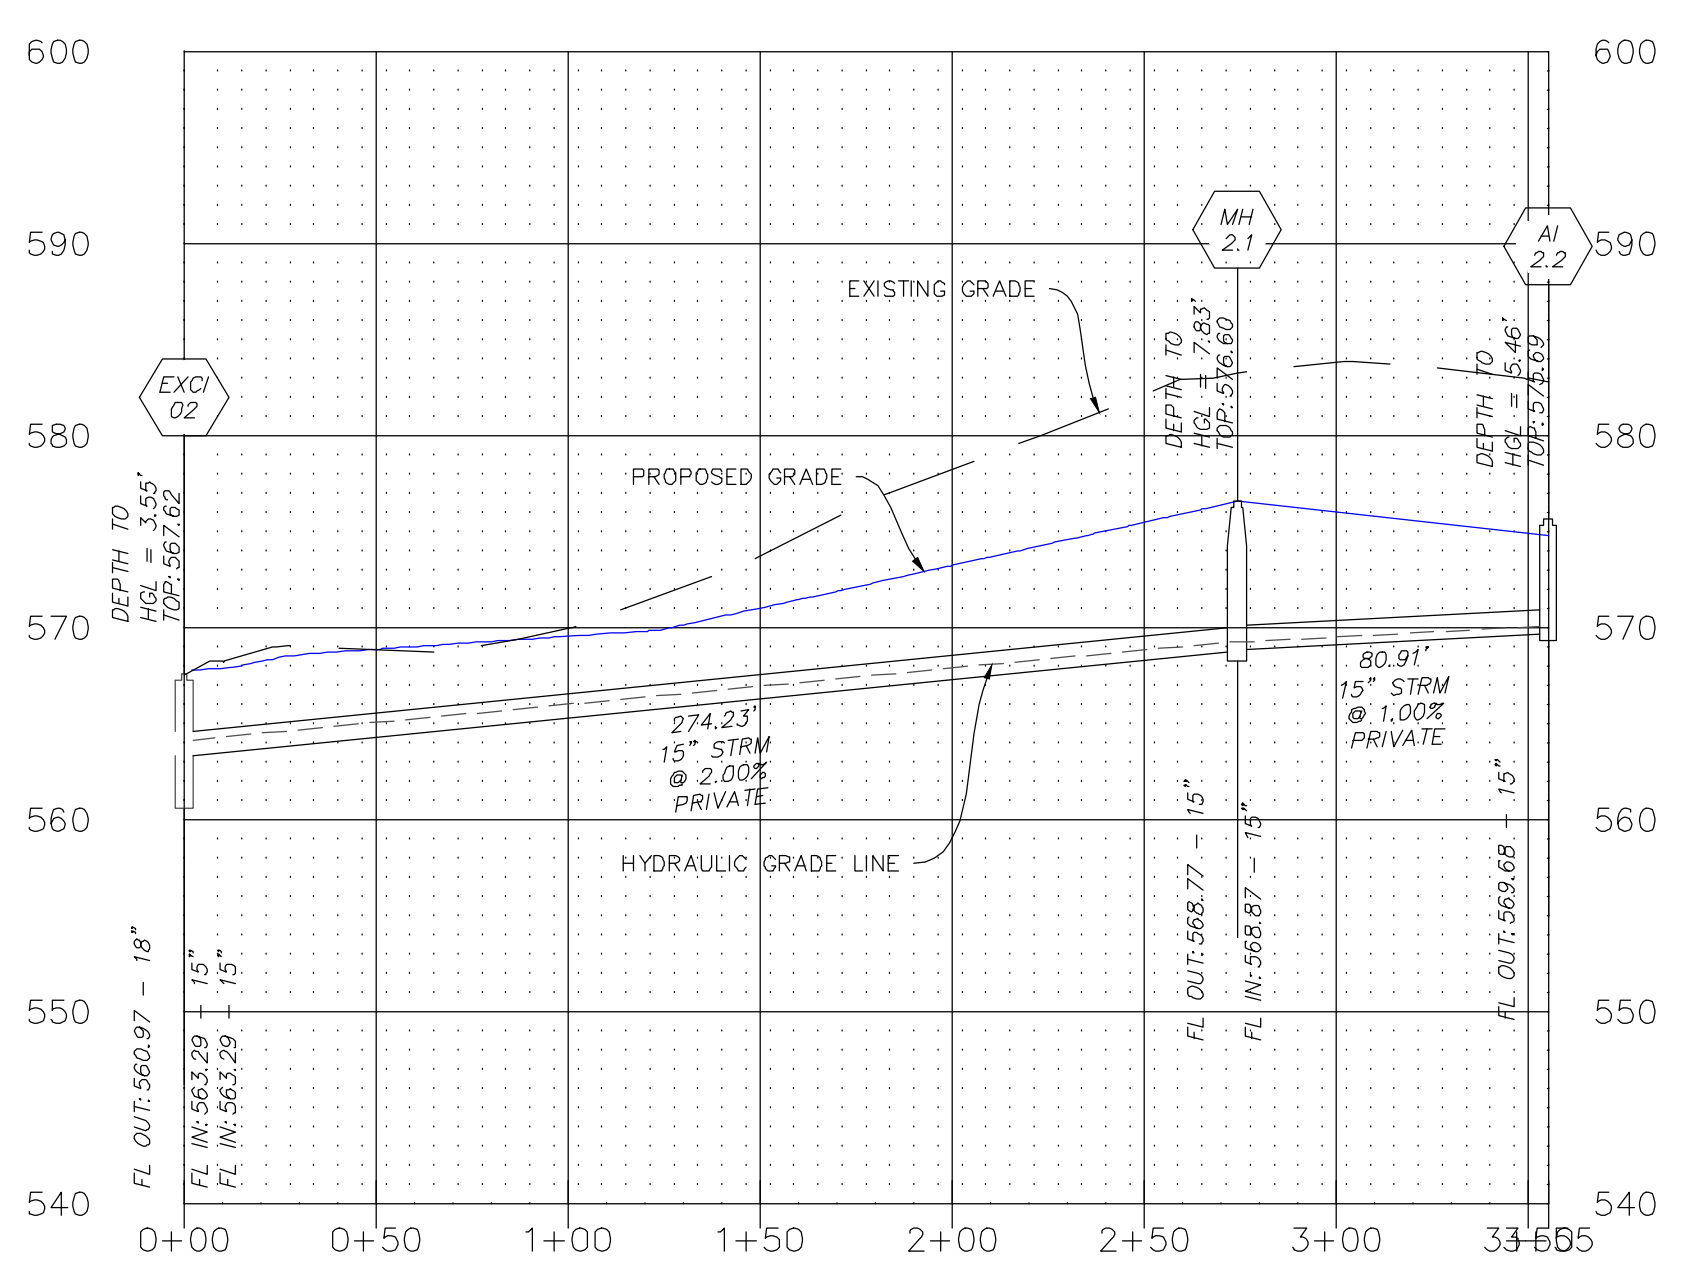 600
600
590
590
580
580
570
570
560
560
550
550
540
540
EXCI
02
DEPTH TO
HGL = 3.55'
TOP:567.62
MH
2.1
DEPTH TO
HGL = 7.83'
TOP:576.60
AI
2.2
DEPTH TO
HGL = 5.46'
TOP:575.69
EXISTING GRADE
PROPOSED GRADE
HYDRAULIC GRADE LINE
274.23'
15" STRM
@ 2.00%
PRIVATE
80.91'
15" STRM
@ 1.00%
PRIVATE
FL OUT:560.97 - 18"
FL IN:563.29 - 15"
FL IN:563.29 - 15"
FL OUT:568.77 - 15"
FL IN:568.87 - 15"
FL OUT:569.68 - 15"
0+00
0+50
1+00
1+50
2+00
2+50
3+00